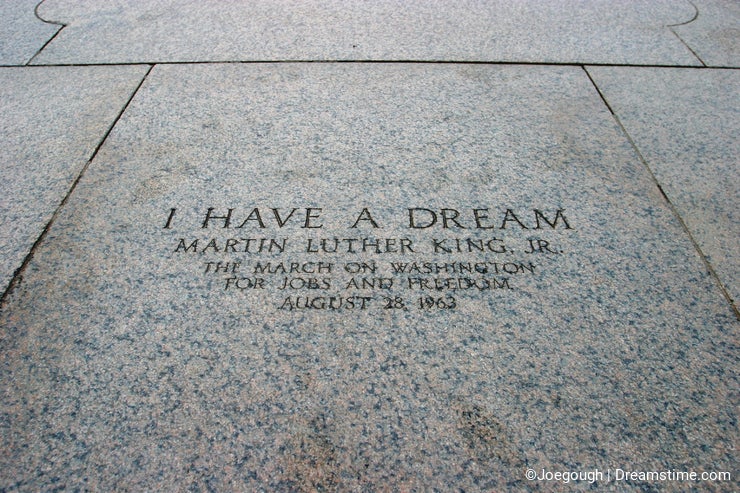 I HAVE A DREAM
MARTIN LUTHER KING, JR.
THE MARCH ON WASHINGTON
FOR JOBS AND FREEDOM
AUGUST 28, 1963
©Joegough | Dreamstime.com